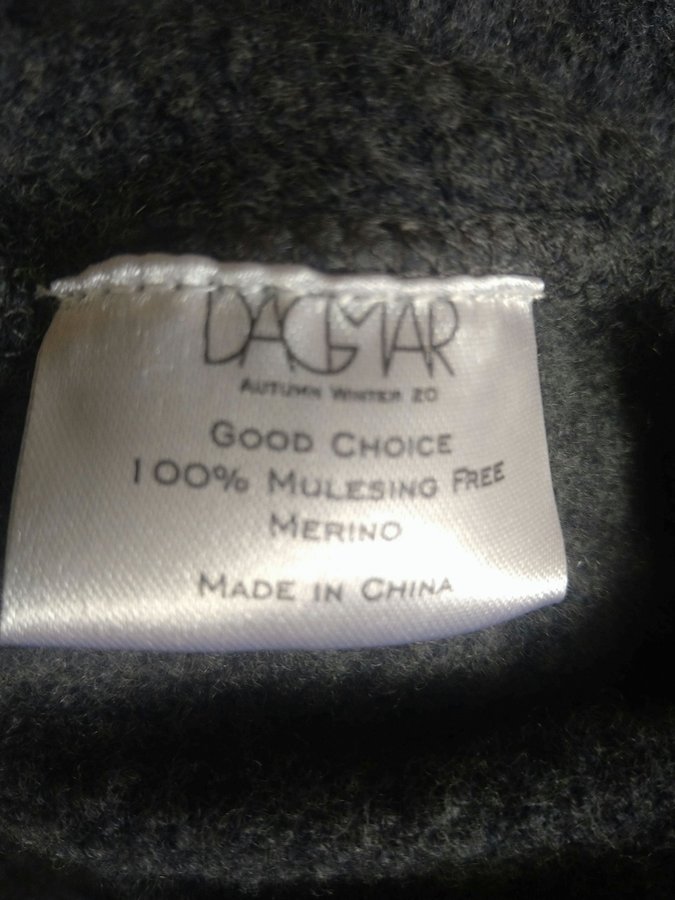 DAGMAR
AUTUMN WINTER 20
GOOD CHOICE
100% MULESING FREE
MERINO
MADE IN CHINA